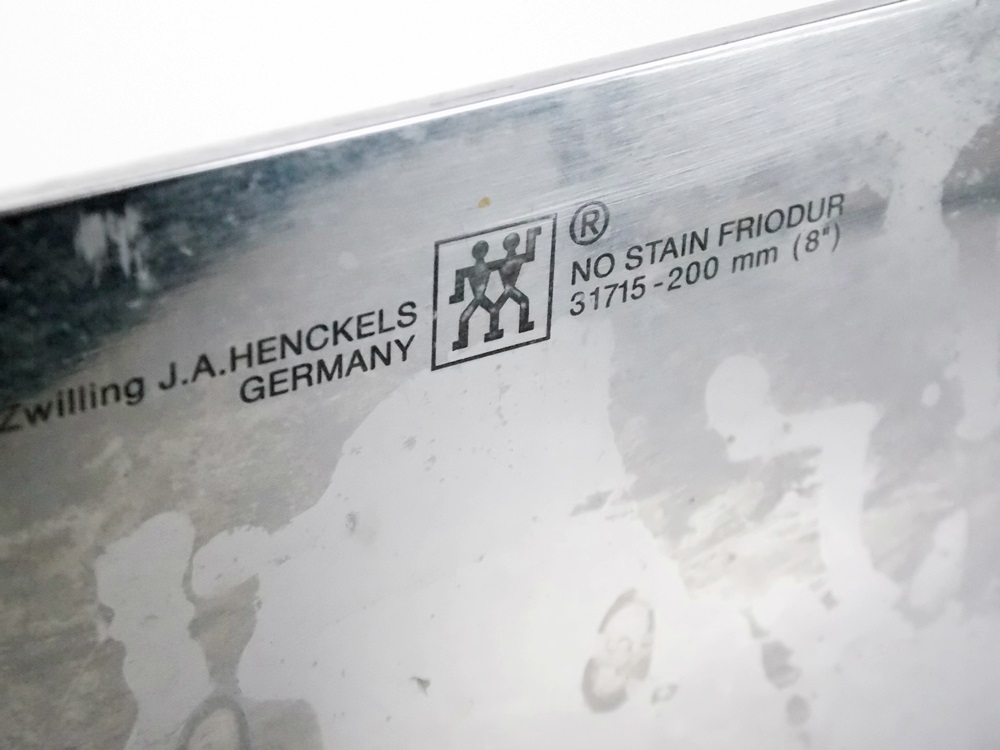 Zwilling J.A.HENCKELS
GERMANY
®
NO STAIN FRIODUR
31715-200 mm (8")